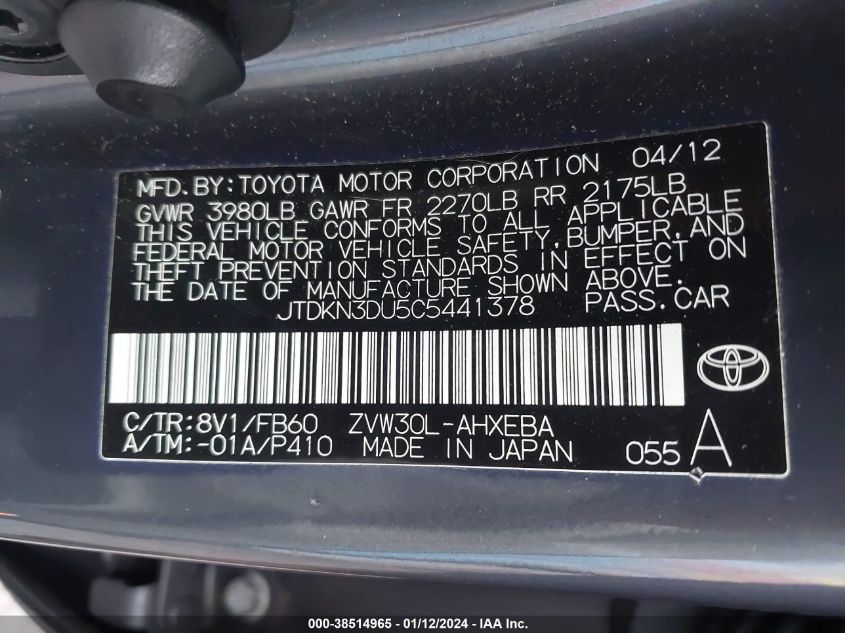 MFD. BY: TOYOTA MOTOR CORPORATION 04/12
GVWR 3980LB GAWR FR 2270LB RR 2175LB
THIS VEHICLE CONFORMS TO ALL APPLICABLE
FEDERAL MOTOR VEHICLE SAFETY, BUMPER, AND
THEFT PREVENTION STANDARDS IN EFFECT ON
THE DATE OF MANUFACTURE SHOWN ABOVE.
JTDKN3DU5C5441378 PASS. CAR
C/TR: 8V1/FB60 ZVW30L-AHXEBA
A/TM: -01A/P410 MADE IN JAPAN 055 A
000-38514965 - 01/12/2024 - IAA Inc.